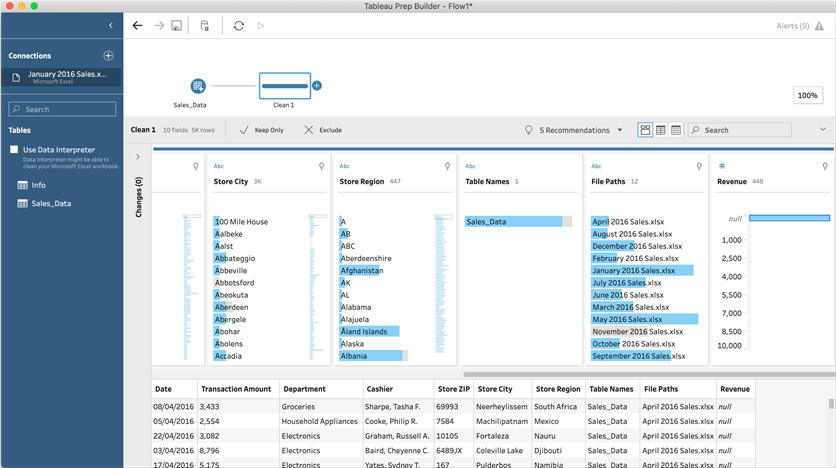 Tableau Prep Builder - Flow1*
Alerts (0)
Connections
January 2016 Sales.x...
Microsoft Excel
Search
Tables
Use Data Interpreter
Data Interpreter might be able to
clean your Microsoft Excel workbook.
Info
Sales_Data
Sales_Data
Clean 1
100%
Clean 1 10 fields 5K rows Keep Only Exclude 5 Recommendations Search
Changes (0)
Abc
Store City 3K
100 Mile House
Aalbeke
Aalst
Abbateggio
Abbeville
Abbotsford
Abeokuta
Aberdeen
Abergele
Abohar
Abolens
Accadia
Abc
Store Region 447
A
AB
ABC
Aberdeenshire
Afghanistan
AK
AL
Alabama
Alajuela
Åland Islands
Alaska
Albania
Abc
Table Names 1
Sales_Data
Abc
File Paths 12
April 2016 Sales.xlsx
August 2016 Sales.xlsx
December 2016 Sales.xlsx
February 2016 Sales.xlsx
January 2016 Sales.xlsx
July 2016 Sales.xlsx
June 2016 Sales.xlsx
March 2016 Sales.xlsx
May 2016 Sales.xlsx
November 2016 Sales.xlsx
October 2016 Sales.xlsx
September 2016 Sales.xlsx
#
Revenue 448
null
1,000
2,500
4,000
5,500
7,000
8,500
10,000
Date Transaction Amount Department Cashier Store ZIP Store City Store Region Table Names File Paths Revenue
08/04/2016 3,433 Groceries Sharpe, Tasha F. 69993 Neerheylissem South Africa Sales_Data April 2016 Sales.xlsx null
05/04/2016 2,554 Household Appliances Cooke, Philip R. 7584 Machilipatnam Mexico Sales_Data April 2016 Sales.xlsx null
22/04/2016 3,082 Electronics Graham, Russell A. 10105 Fortaleza Nauru Sales_Data April 2016 Sales.xlsx null
03/04/2016 8,796 Electronics Baird, Cheyenne C. 6489JX Coleville Lake Djibouti Sales_Data April 2016 Sales.xlsx null
17/04/2016 5,175 Electronics Yates, Sydney T. 167 Pulderbos Namibia Sales_Data April 2016 Sales.xlsx null